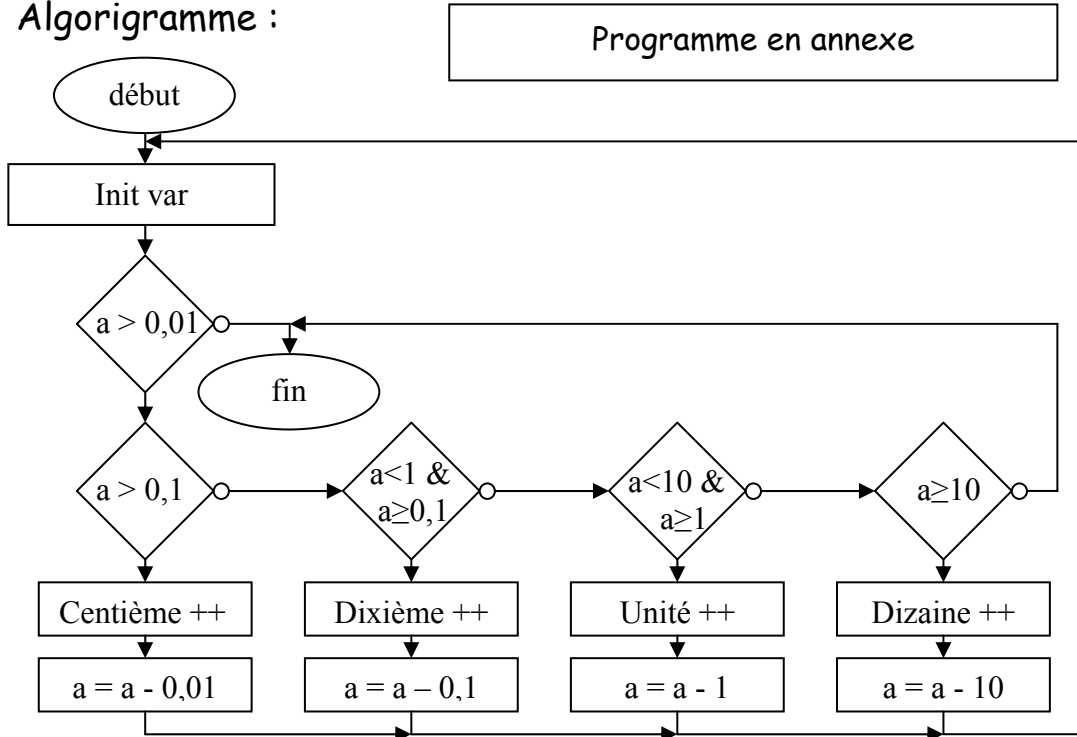 Algorigramme :
Programme en annexe
début
Init var
a > 0,01
fin
a > 0,1
a<1 &
a≥0,1
a<10 &
a≥1
a≥10
Centième ++
Dixième ++
Unité ++
Dizaine ++
a = a - 0,01
a = a – 0,1
a = a - 1
a = a - 10